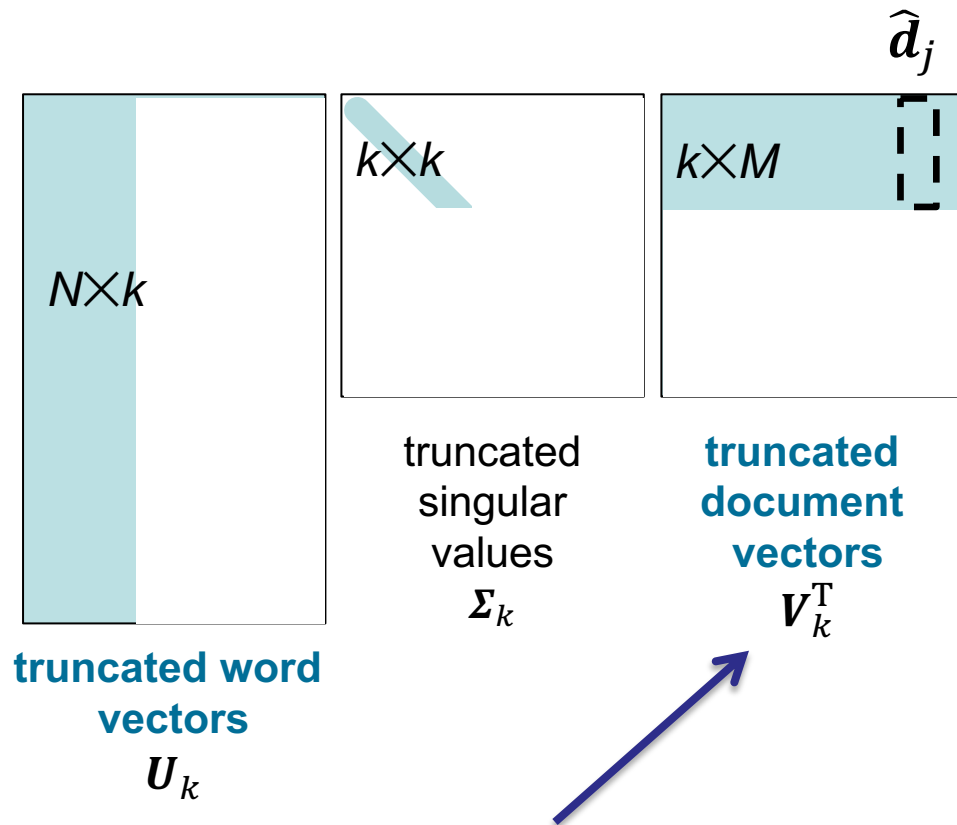 d̂ⱼ
N×k
k×k
k×M
truncated word
vectors
Uₖ
truncated
singular
values
Σₖ
truncated
document
vectors
Vₖᵀ